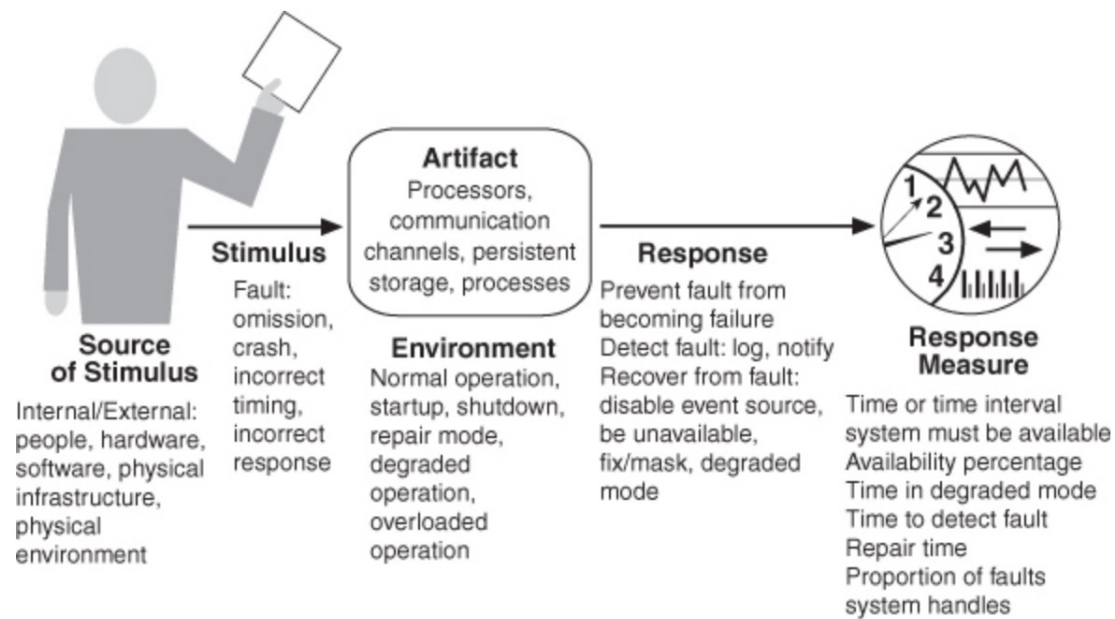 Source
of Stimulus
Internal/External:
people, hardware,
software, physical
infrastructure,
physical
environment
Stimulus
Fault:
omission,
crash,
incorrect
timing,
incorrect
response
Artifact
Processors,
communication
channels, persistent
storage, processes
Environment
Normal operation,
startup, shutdown,
repair mode,
degraded
operation,
overloaded
operation
Response
Prevent fault from
becoming failure
Detect fault: log, notify
Recover from fault:
disable event source,
be unavailable,
fix/mask, degraded
mode
1
2
3
4
Response
Measure
Time or time interval
system must be available
Availability percentage
Time in degraded mode
Time to detect fault
Repair time
Proportion of faults
system handles